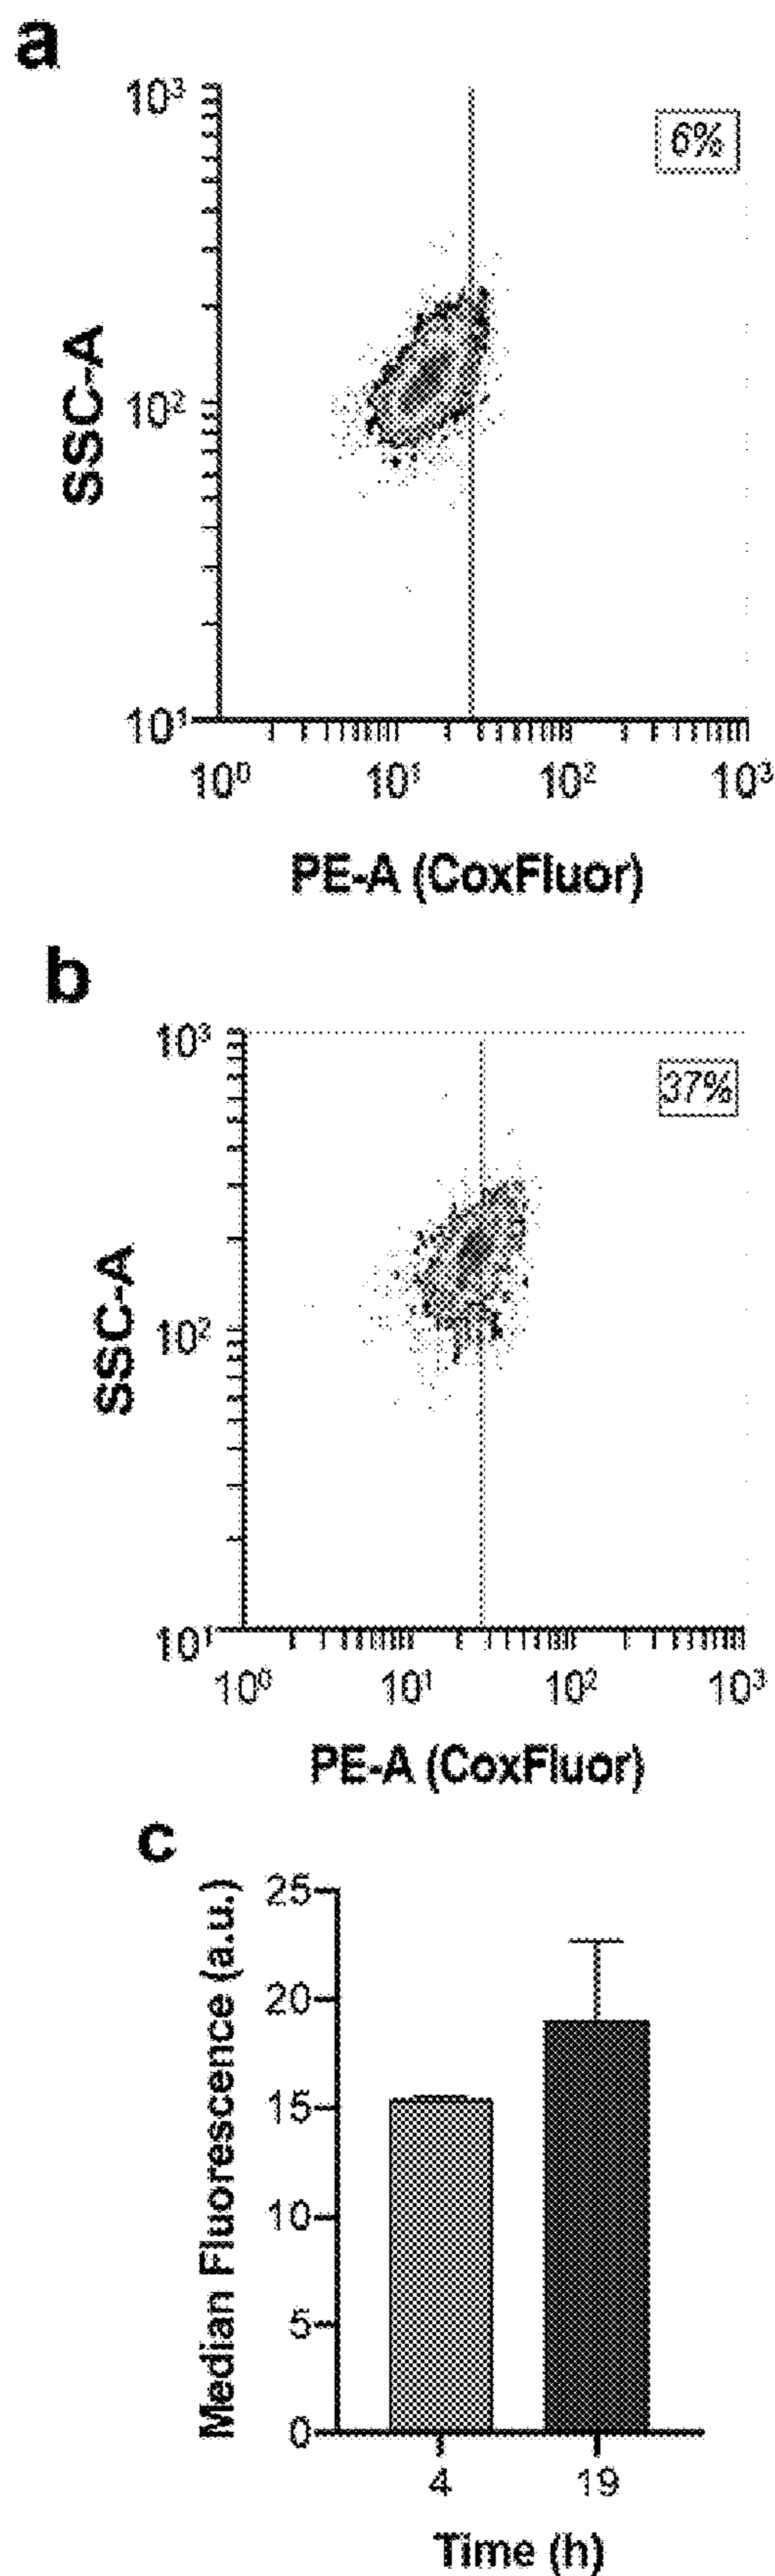 a
10³
6%
SSC-A
10²
10¹
10⁰ 10¹ 10² 10³
PE-A (CoxFluor)
b
10³
37%
SSC-A
10²
10¹
10⁰ 10¹ 10² 10³
PE-A (CoxFluor)
c
Median Fluorescence (a.u.)
25
20
15
10
5
0
4 19
Time (h)